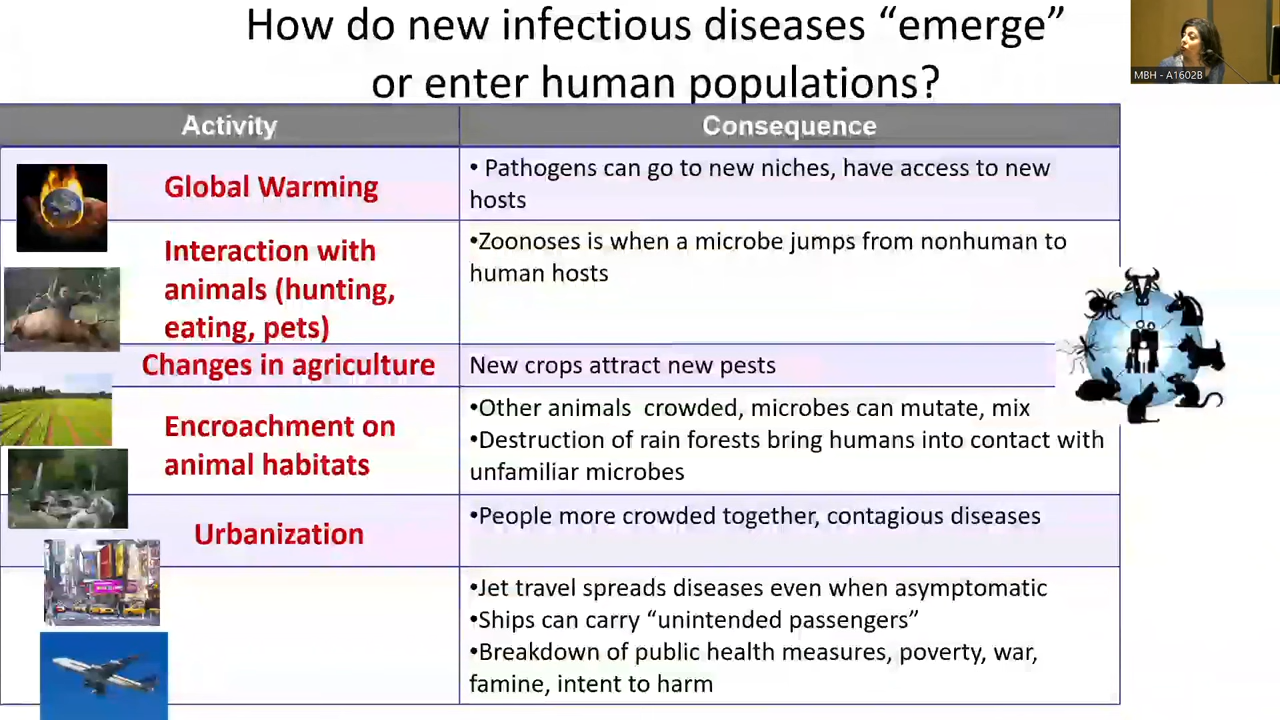 How do new infectious diseases “emerge”
or enter human populations?
MBH - A1602B
Activity
Consequence
Global Warming
• Pathogens can go to new niches, have access to new
hosts
Interaction with
animals (hunting,
eating, pets)
•Zoonoses is when a microbe jumps from nonhuman to
human hosts
Changes in agriculture
New crops attract new pests
Encroachment on
animal habitats
•Other animals  crowded, microbes can mutate, mix
•Destruction of rain forests bring humans into contact with
unfamiliar microbes
Urbanization
•People more crowded together, contagious diseases
•Jet travel spreads diseases even when asymptomatic
•Ships can carry “unintended passengers”
•Breakdown of public health measures, poverty, war,
famine, intent to harm